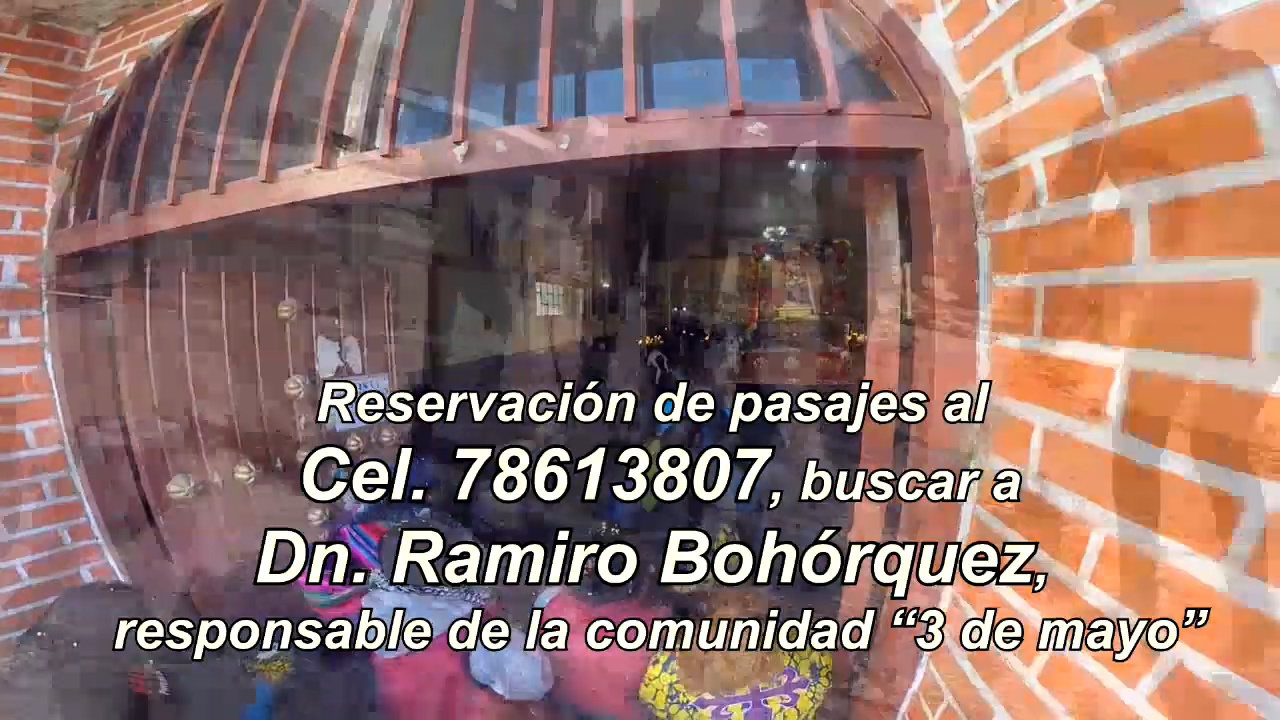 Reservación de pasajes al
Cel. 78613807, buscar a
Dn. Ramiro Bohórquez,
responsable de la comunidad “3 de mayo”